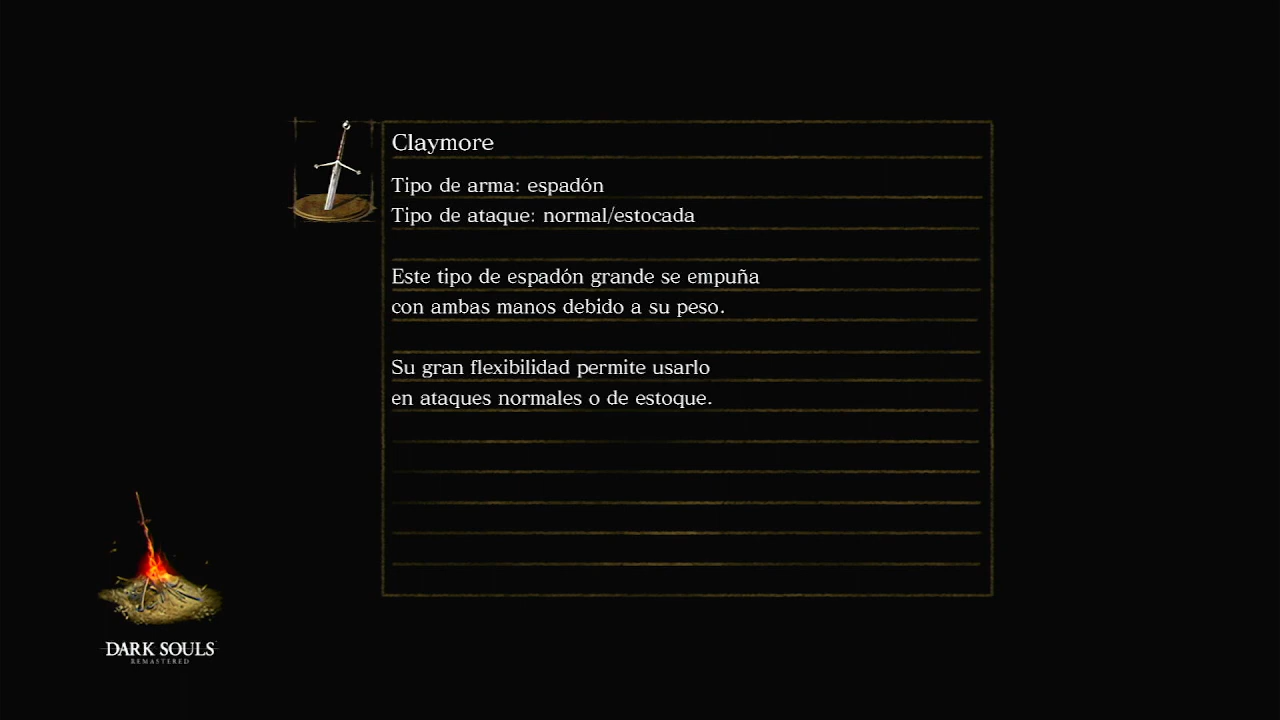 Claymore
Tipo de arma: espadón
Tipo de ataque: normal/estocada
Este tipo de espadón grande se empuña
con ambas manos debido a su peso.
Su gran flexibilidad permite usarlo
en ataques normales o de estoque.
DARK SOULS
REMASTERED